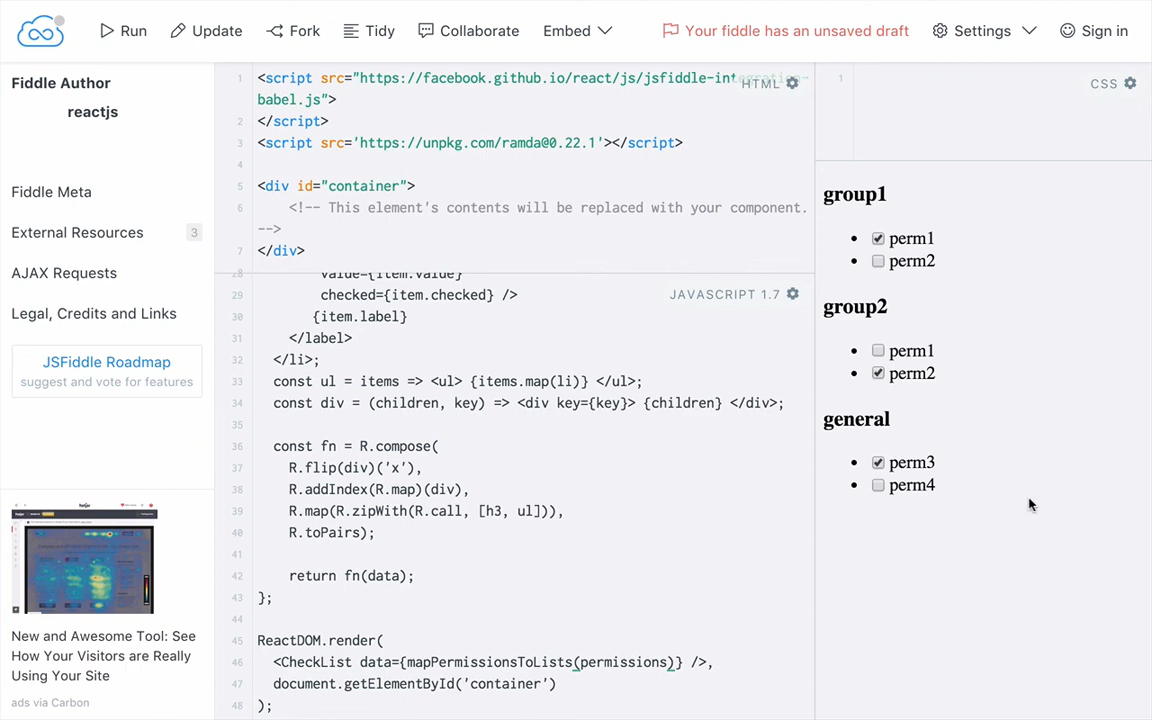 Run
Update
Fork
Tidy
Collaborate
Embed
Your fiddle has an unsaved draft
Settings
Sign in
Fiddle Author
reactjs
Fiddle Meta
External Resources 3
AJAX Requests
Legal, Credits and Links
JSFiddle Roadmap
suggest and vote for features
New and Awesome Tool: See
How Your Visitors are Really
Using Your Site
ads via Carbon
HTML
1 <script src="https://facebook.github.io/react/js/jsfiddle-integration-
babel.js">
2 </script>
3 <script src='https://unpkg.com/ramda@0.22.1'></script>
4
5 <div id="container">
6 <!-- This element's contents will be replaced with your component.
-->
7 </div>
JAVASCRIPT 1.7
28 value={item.value}
29 checked={item.checked} />
30 {item.label}
31 </label>
32 </li>;
33 const ul = items => <ul> {items.map(li)} </ul>;
34 const div = (children, key) => <div key={key}> {children} </div>;
35
36 const fn = R.compose(
37 R.flip(div)('x'),
38 R.addIndex(R.map)(div),
39 R.map(R.zipWith(R.call, [h3, ul])),
40 R.toPairs);
41
42 return fn(data);
43 };
44
45 ReactDOM.render(
46 <CheckList data={mapPermissionsToLists(permissions)} />,
47 document.getElementById('container')
48 );
1
CSS
group1
perm1
perm2
group2
perm1
perm2
general
perm3
perm4